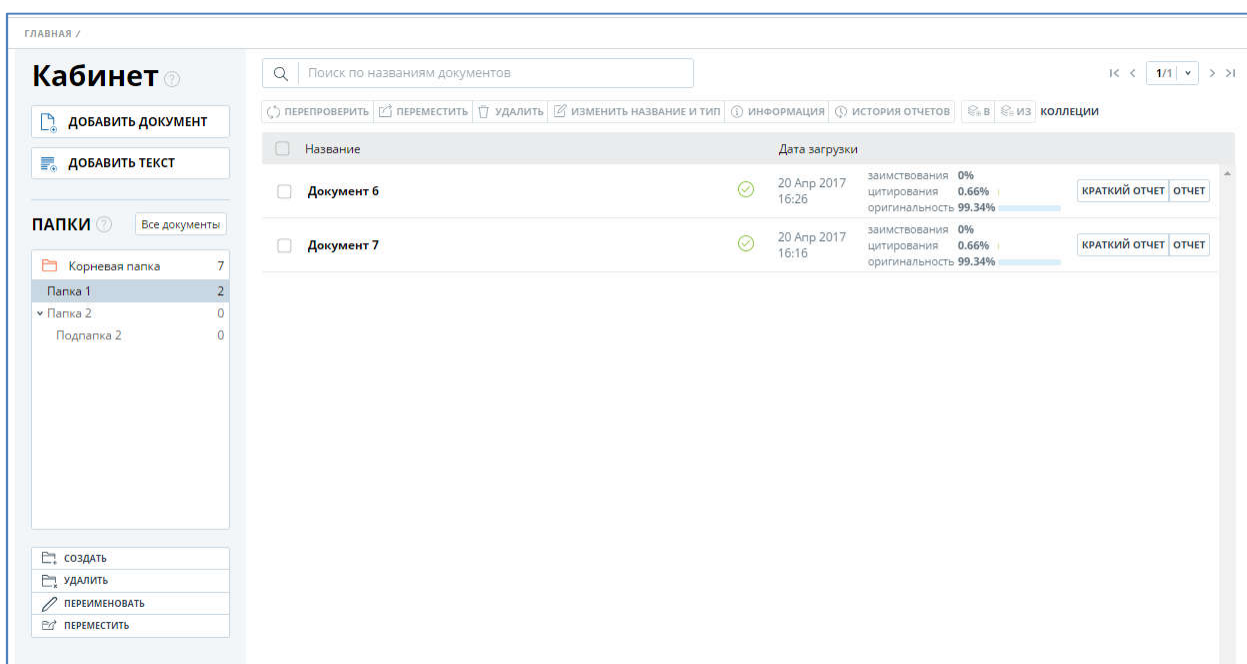 ГЛАВНАЯ /
Кабинет ?
ДОБАВИТЬ ДОКУМЕНТ
ДОБАВИТЬ ТЕКСТ
ПАПКИ ? Все документы
Корневая папка 7
Папка 1 2
Папка 2 0
Подпапка 2 0
СОЗДАТЬ
УДАЛИТЬ
ПЕРЕИМЕНОВАТЬ
ПЕРЕМЕСТИТЬ
Поиск по названиям документов
1/1
ПЕРЕПРОВЕРИТЬ ПЕРЕМЕСТИТЬ УДАЛИТЬ ИЗМЕНИТЬ НАЗВАНИЕ И ТИП ИНФОРМАЦИЯ ИСТОРИЯ ОТЧЕТОВ В ИЗ КОЛЛЕЦИИ
Название Дата загрузки
Документ 6
20 Апр 2017
16:26
заимствования 0%
цитирования 0.66%
оригинальность 99.34%
КРАТКИЙ ОТЧЕТ ОТЧЕТ
Документ 7
20 Апр 2017
16:16
заимствования 0%
цитирования 0.66%
оригинальность 99.34%
КРАТКИЙ ОТЧЕТ ОТЧЕТ